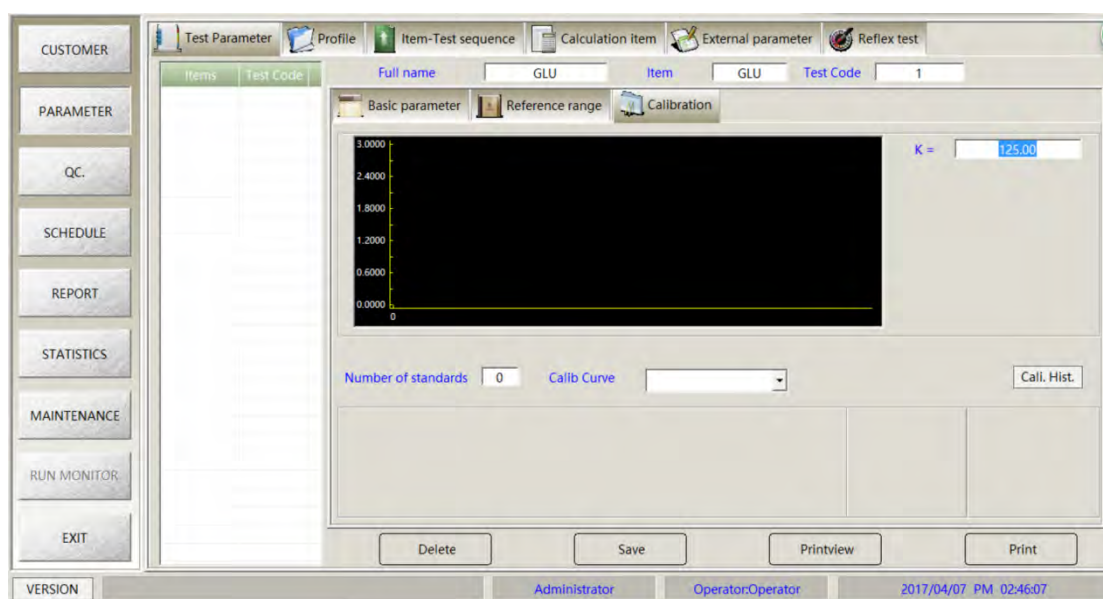 CUSTOMER
PARAMETER
QC.
SCHEDULE
REPORT
STATISTICS
MAINTENANCE
RUN MONITOR
EXIT
Test Parameter Profile Item-Test sequence Calculation item External parameter Reflex test
Items Test Code
Full name GLU Item GLU Test Code 1
Basic parameter Reference range Calibration
3.0000
2.4000
1.8000
1.2000
0.6000
0.0000
0
K = 125.00
Number of standards 0 Calib Curve Cali. Hist.
Delete Save Printview Print
VERSION Administrator Operator:Operator 2017/04/07 PM 02:46:07